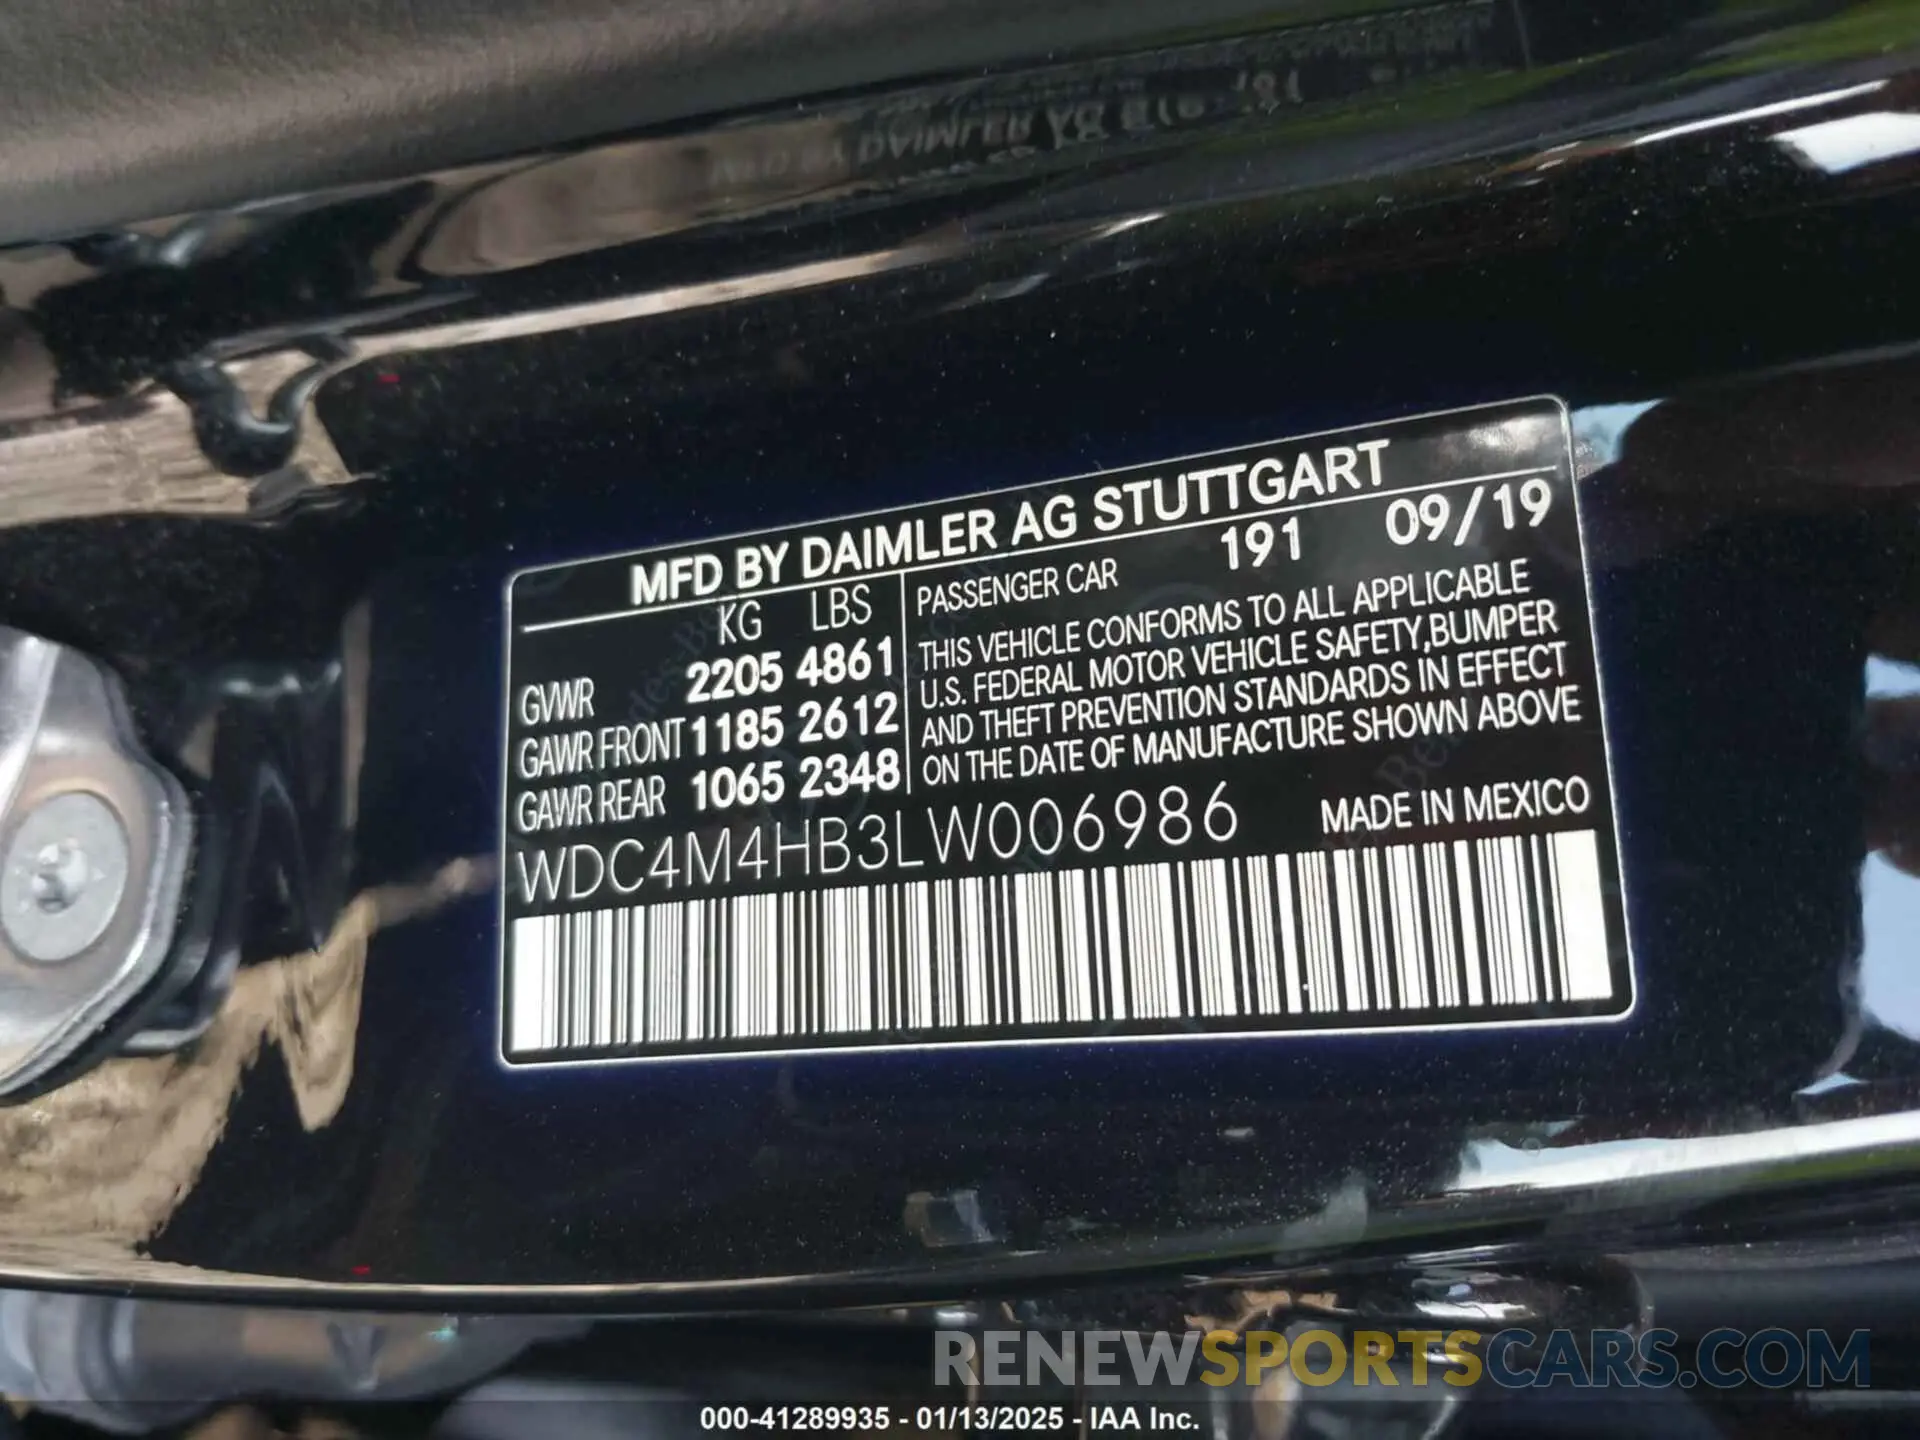 MFD BY DAIMLER AG STUTTGART
KG LBS PASSENGER CAR 191 09/19
GVWR 2205 4861
GAWR FRONT 1185 2612
GAWR REAR 1065 2348
THIS VEHICLE CONFORMS TO ALL APPLICABLE
U.S. FEDERAL MOTOR VEHICLE SAFETY,BUMPER
AND THEFT PREVENTION STANDARDS IN EFFECT
ON THE DATE OF MANUFACTURE SHOWN ABOVE
WDC4M4HB3LW006986 MADE IN MEXICO
RENEWSPORTSCARS.COM
000-41289935 - 01/13/2025 - IAA Inc.